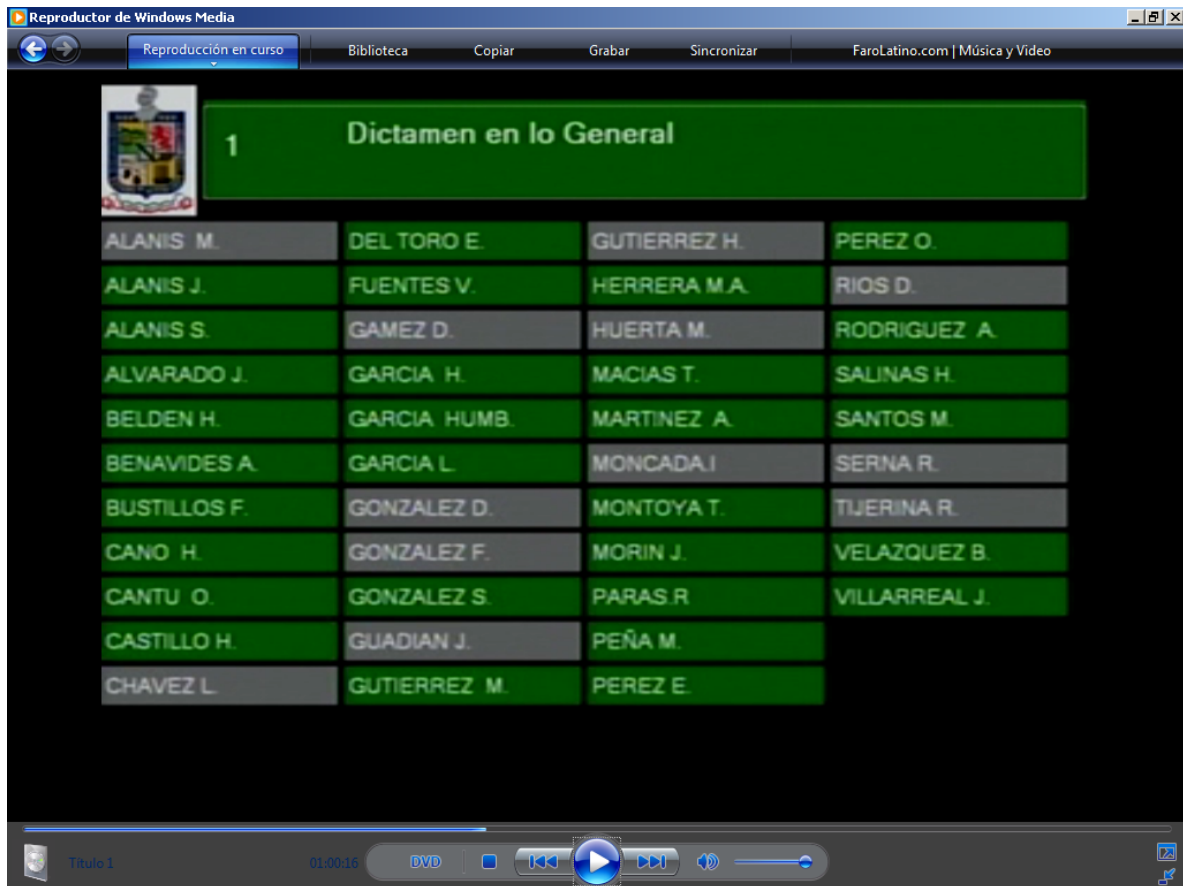 Reproductor de Windows Media
Reproducción en curso Biblioteca Copiar Grabar Sincronizar FaroLatino.com | Música y Video
1 Dictamen en lo General
ALANIS M. DEL TORO E. GUTIERREZ H. PEREZ O.
ALANIS J. FUENTES V. HERRERA M.A. RIOS D.
ALANIS S. GAMEZ D. HUERTA M. RODRIGUEZ A.
ALVARADO J. GARCIA H. MACIAS T. SALINAS H.
BELDEN H. GARCIA HUMB. MARTINEZ A. SANTOS M.
BENAVIDES A. GARCIA L. MONCADA.I SERNA R.
BUSTILLOS F. GONZALEZ D. MONTOYA T. TIJERINA R.
CANO H. GONZALEZ F. MORIN J. VELAZQUEZ B.
CANTU O. GONZALEZ S. PARAS.R VILLARREAL J.
CASTILLO H. GUADIAN J. PEÑA M.
CHAVEZ L. GUTIERREZ M. PEREZ E.
Título 1 01:00:16 DVD